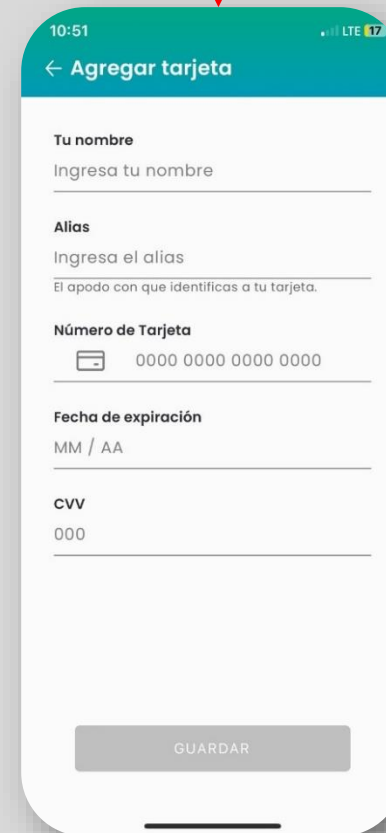 10:51
LTE 17
← Agregar tarjeta
Tu nombre
Ingresa tu nombre
Alias
Ingresa el alias
El apodo con que identificas a tu tarjeta.
Número de Tarjeta
0000 0000 0000 0000
Fecha de expiración
MM / AA
CVV
000
GUARDAR